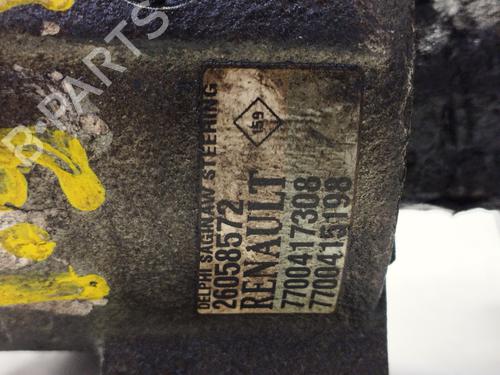 DELPHI SAGINAW STEERING
26058572
RENAULT
7700417308
7700415198
159
B-PARTS